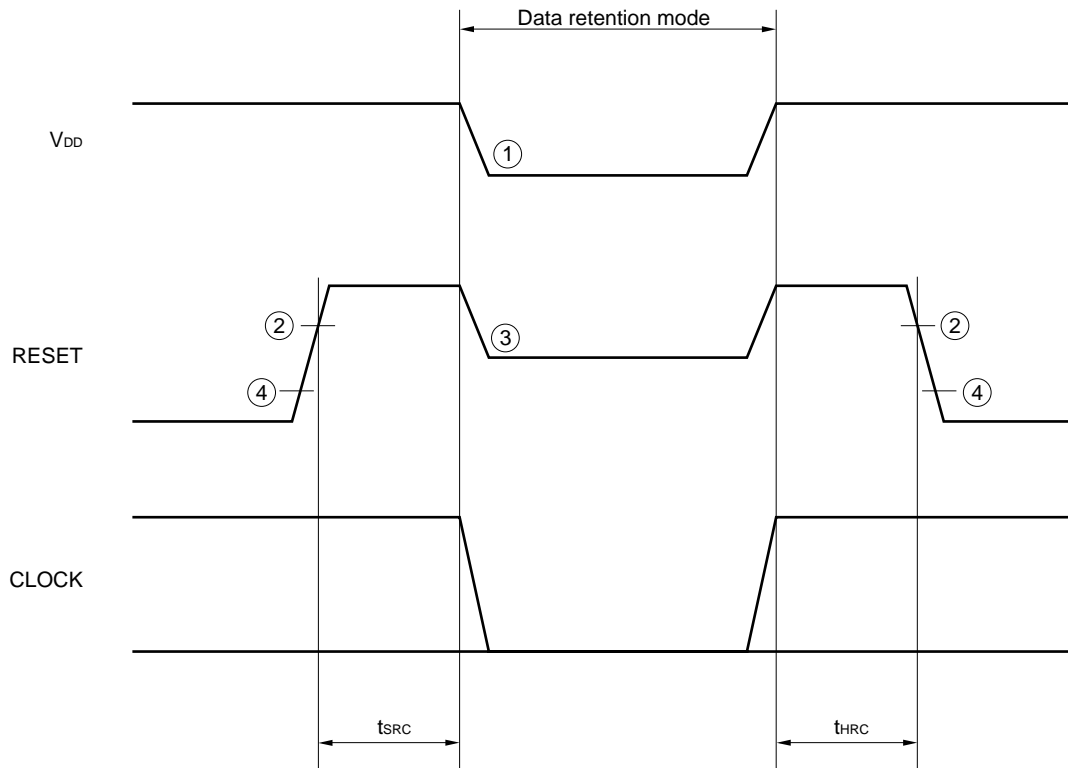 Data retention mode
VDD
①
② ②
RESET ③
④ ④
CLOCK
tSRC tHRC